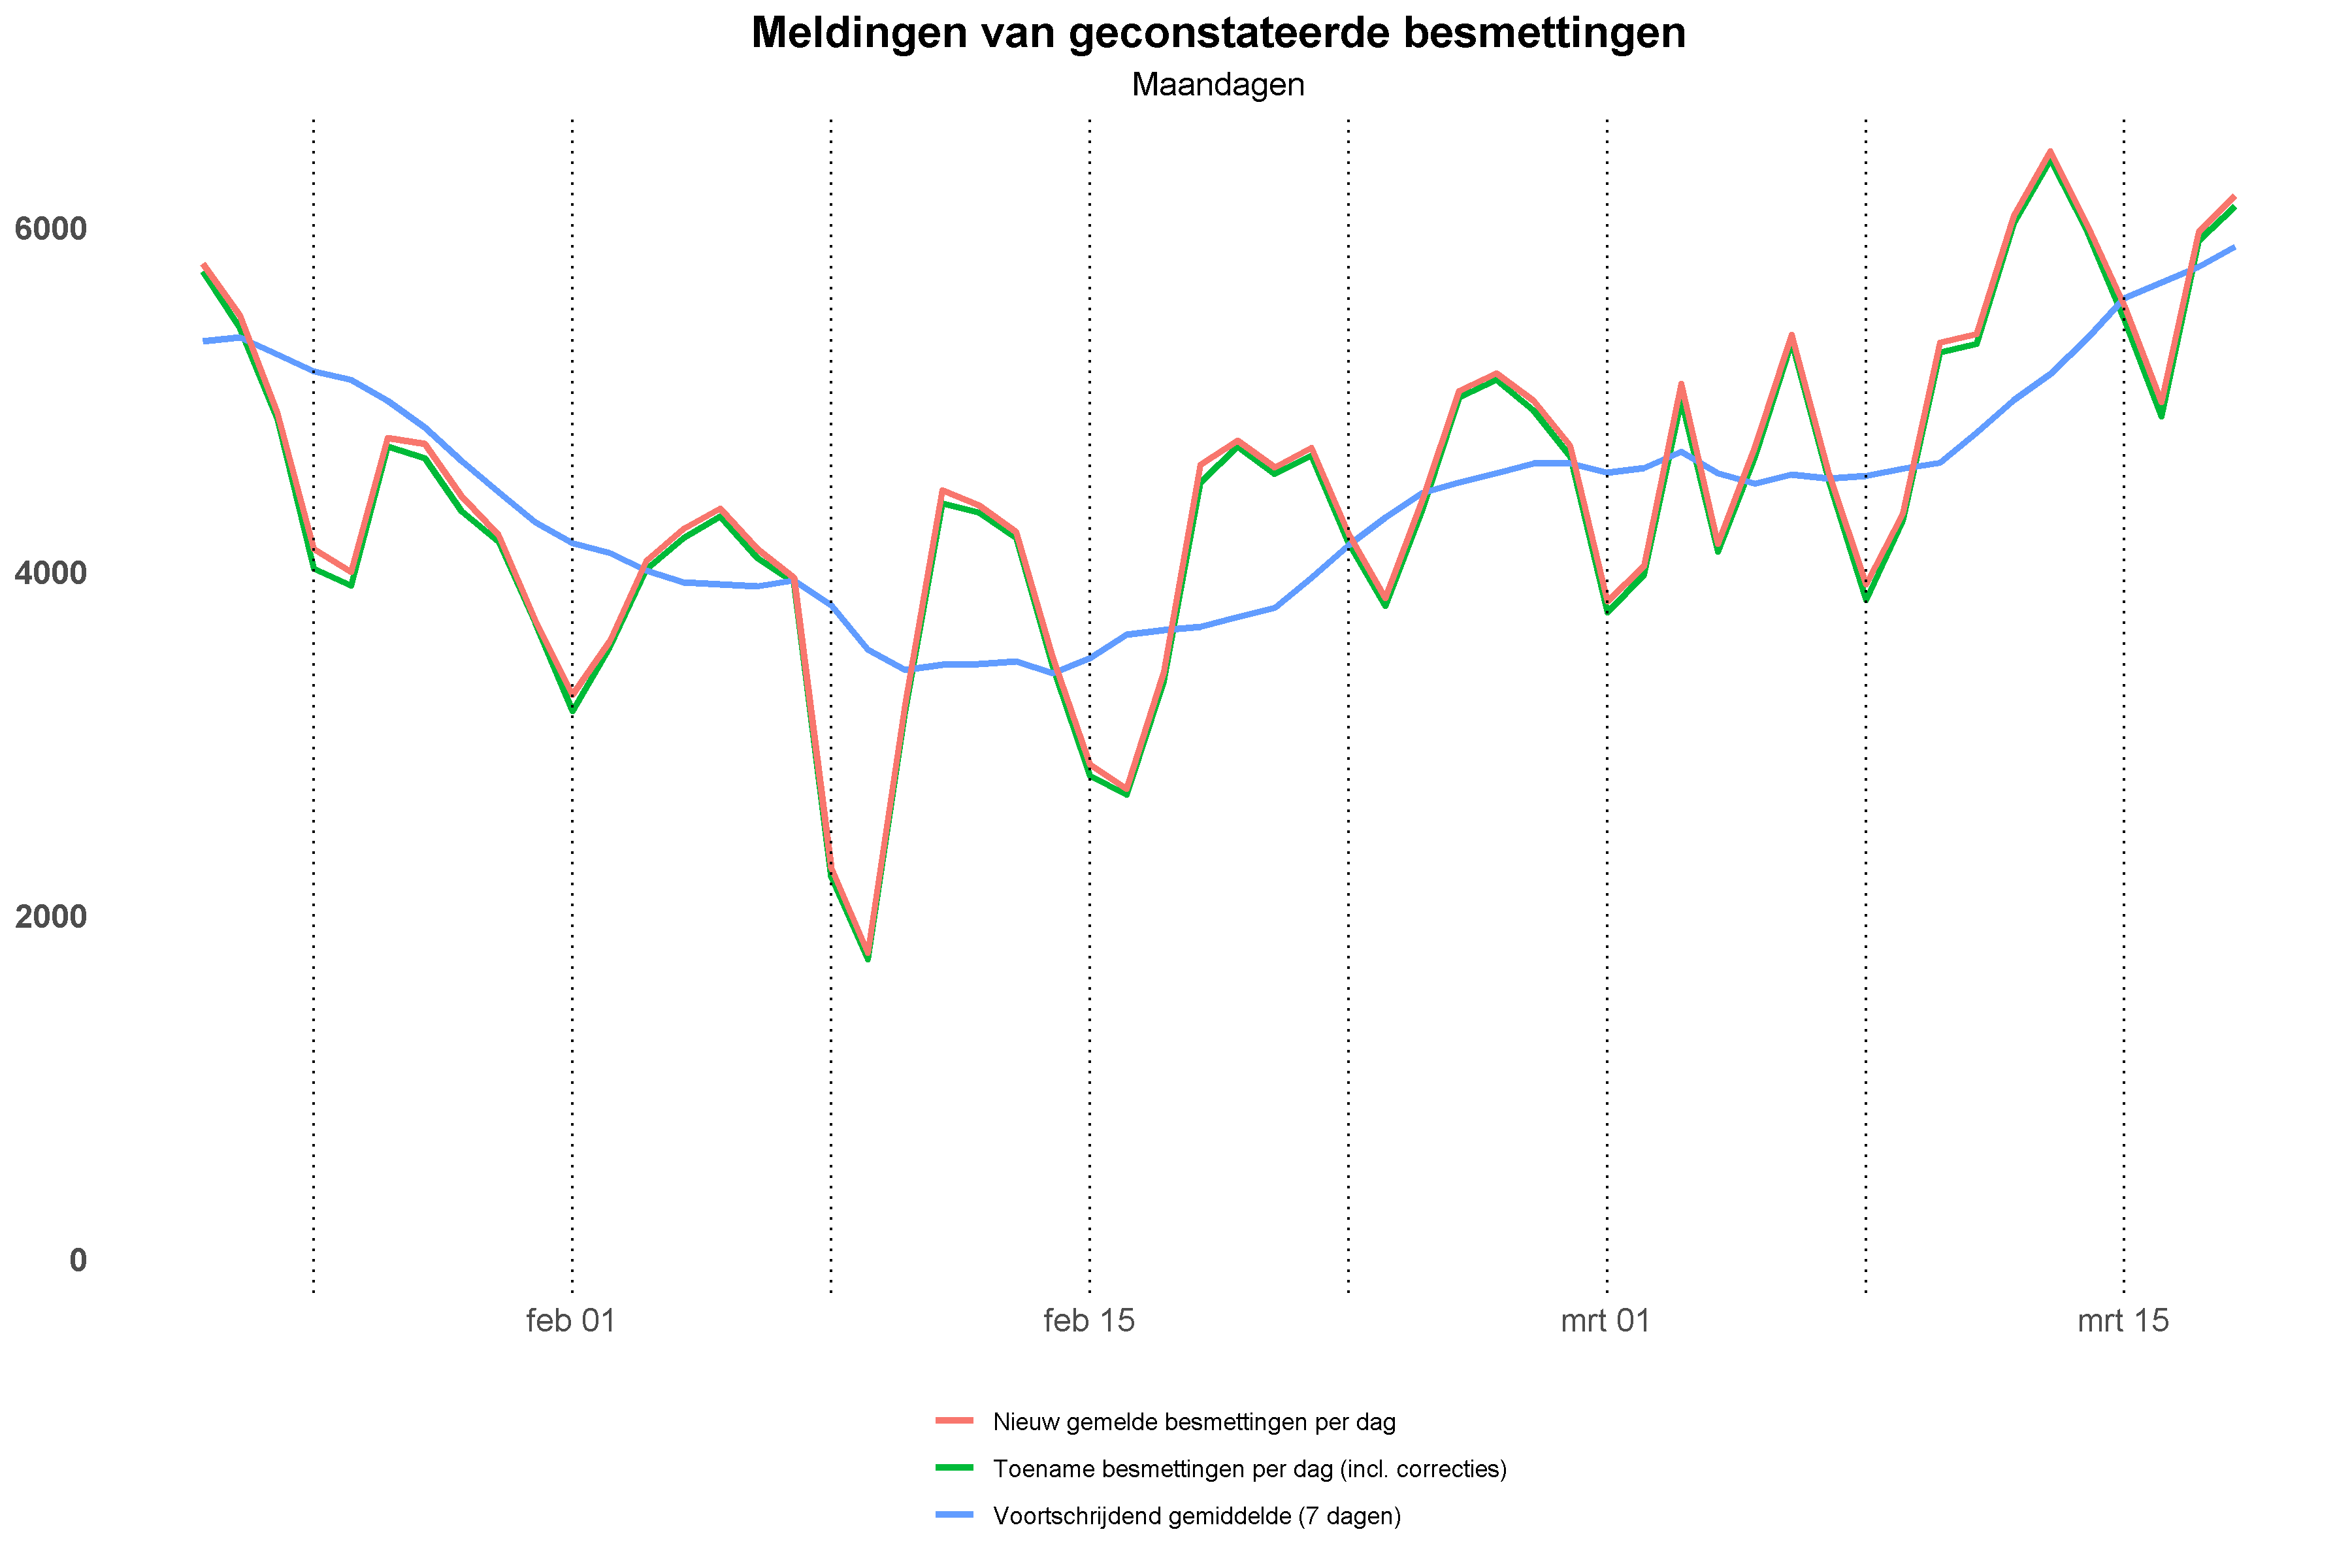 Meldingen van geconstateerde besmettingen
Maandagen
6000
4000
2000
0
feb 01
feb 15
mrt 01
mrt 15
Nieuw gemelde besmettingen per dag
Toename besmettingen per dag (incl. correcties)
Voortschrijdend gemiddelde (7 dagen)